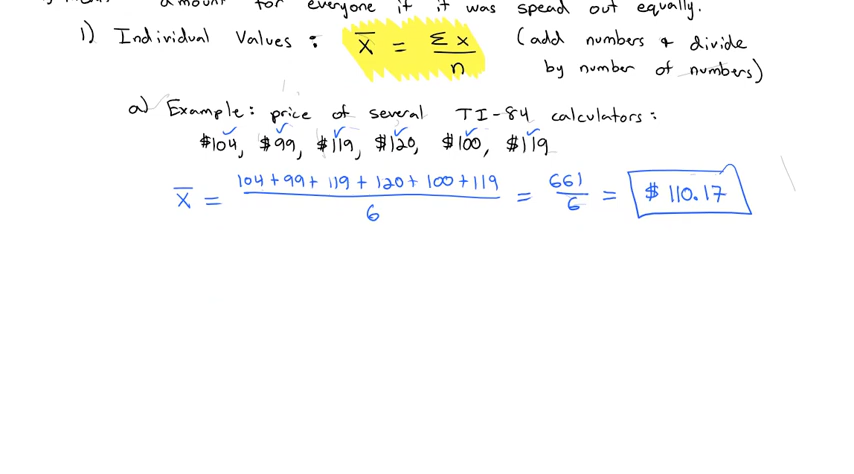 amount for everyone if it was spead out equally.
1) Individual Values : x̄ = Σx / n (add numbers & divide
by number of numbers)
a) Example: price of several TI-84 calculators:
$104, $99, $119, $120, $100, $119
x̄ = 104+99+119+120+100+119 / 6 = 661 / 6 = $110.17